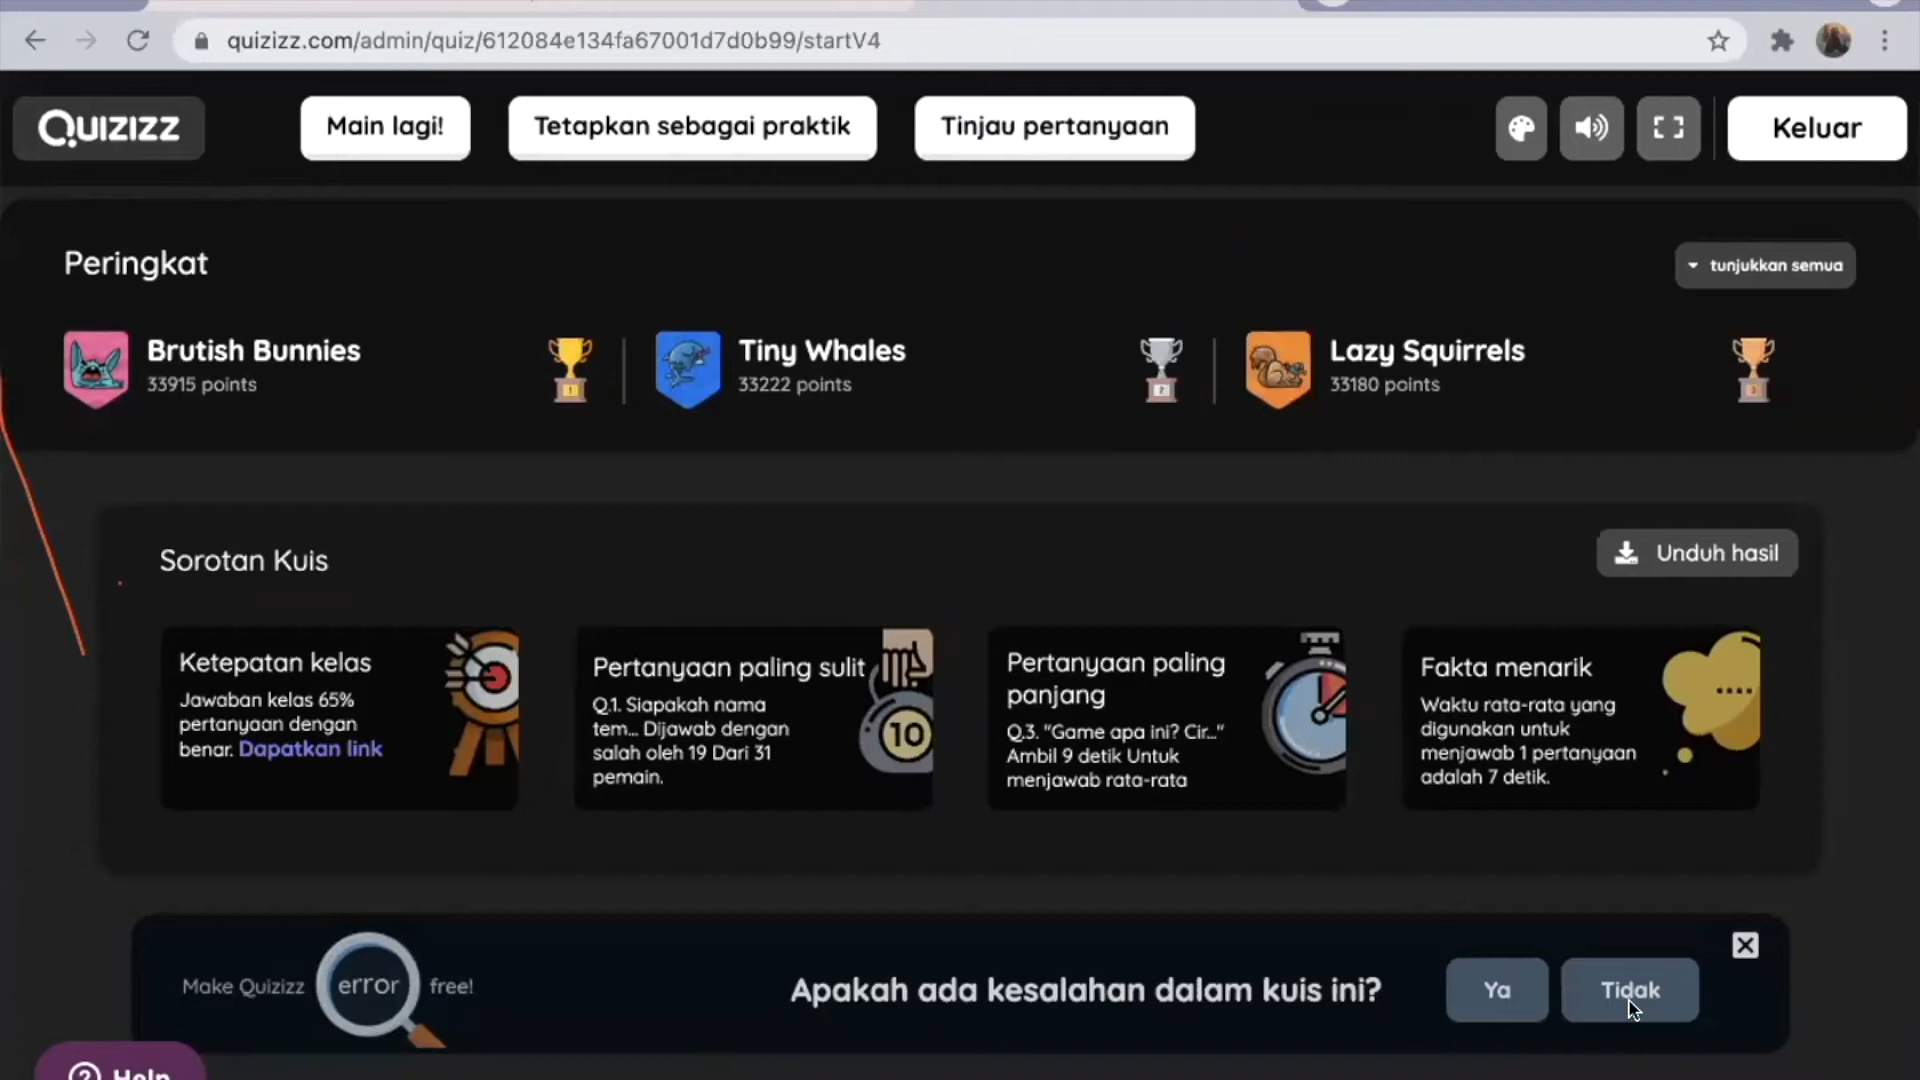 quizizz.com/admin/quiz/612084e134fa67001d7d0b99/startV4
QUIZIZZ
Main lagi!
Tetapkan sebagai praktik
Tinjau pertanyaan
Keluar
Peringkat
tunjukkan semua
Brutish Bunnies
33915 points
1
Tiny Whales
33222 points
2
Lazy Squirrels
33180 points
3
Sorotan Kuis
Unduh hasil
Ketepatan kelas
Jawaban kelas 65%
pertanyaan dengan
benar. Dapatkan link
Pertanyaan paling sulit
Q.1. Siapakah nama
tem... Dijawab dengan
salah oleh 19 Dari 31
pemain.
10
Pertanyaan paling
panjang
Q.3. "Game apa ini? Cir..."
Ambil 9 detik Untuk
menjawab rata-rata
Fakta menarik
Waktu rata-rata yang
digunakan untuk
menjawab 1 pertanyaan
adalah 7 detik.
Make Quizizz error free!
Apakah ada kesalahan dalam kuis ini?
Ya
Tidak
Help